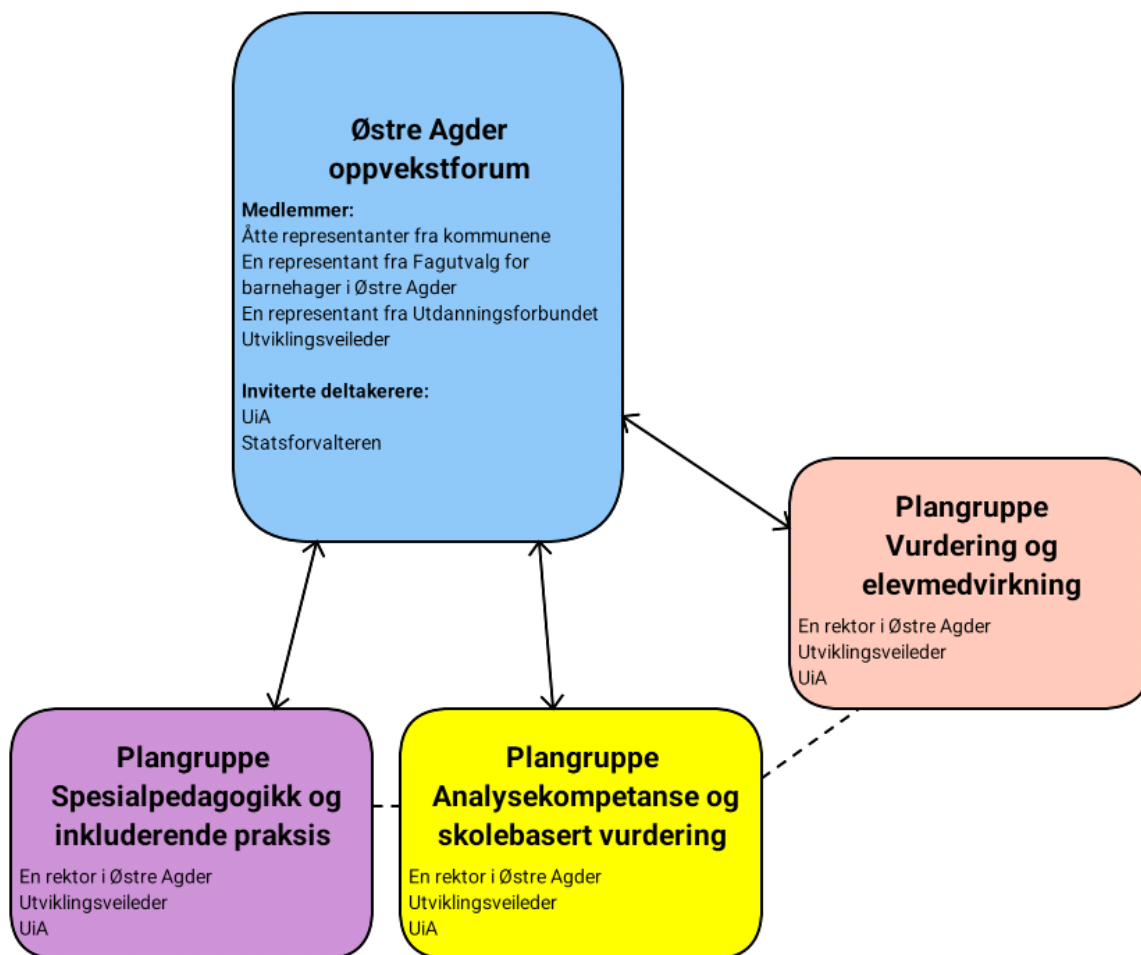 Østre Agder
oppvekstforum
Medlemmer:
Åtte representanter fra kommunene
En representant fra Fagutvalg for
barnehager i Østre Agder
En representant fra Utdanningsforbundet
Utviklingsveileder
Inviterte deltakerere:
UiA
Statsforvalteren
Plangruppe
Vurdering og
elevmedvirkning
En rektor i Østre Agder
Utviklingsveileder
UiA
Plangruppe
Spesialpedagogikk og
inkluderende praksis
En rektor i Østre Agder
Utviklingsveileder
UiA
Plangruppe
Analysekompetanse og
skolebasert vurdering
En rektor i Østre Agder
Utviklingsveileder
UiA